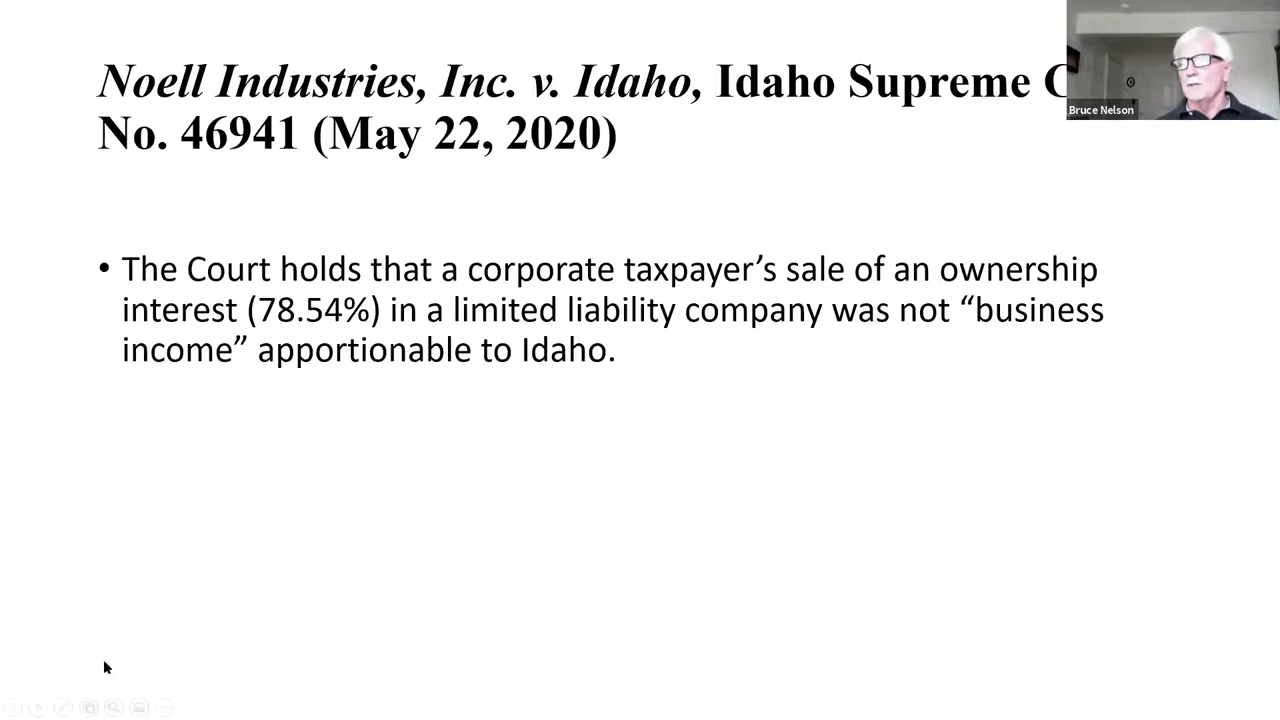 Noell Industries, Inc. v. Idaho, Idaho Supreme
No. 46941 (May 22, 2020)
Bruce Nelson
• The Court holds that a corporate taxpayer’s sale of an ownership
interest (78.54%) in a limited liability company was not “business
income” apportionable to Idaho.